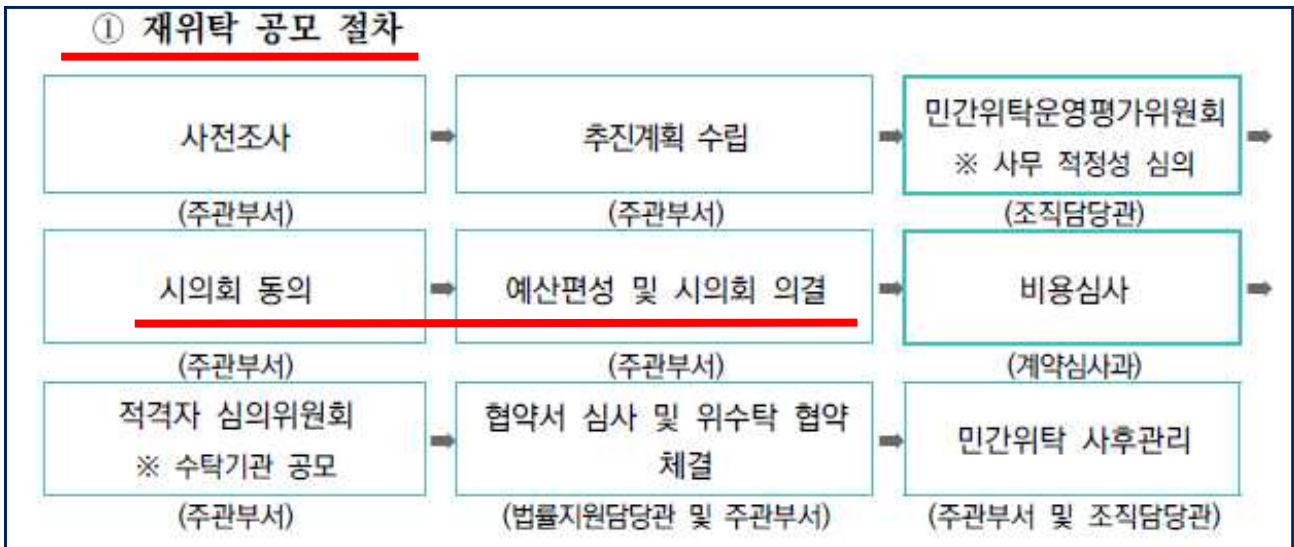 ① 재위탁 공모 절차
사전조사 ➡ 추진계획 수립 ➡ 민간위탁운영평가위원회 ➡
※ 사무 적정성 심의
(주관부서) (주관부서) (조직담당관)
시의회 동의 ➡ 예산편성 및 시의회 의결 ➡ 비용심사 ➡
(주관부서) (주관부서) (계약심사과)
적격자 심의위원회
※ 수탁기관 공모
➡ 협약서 심사 및 위수탁 협약
체결
➡ 민간위탁 사후관리
(주관부서) (법률지원담당관 및 주관부서) (주관부서 및 조직담당관)